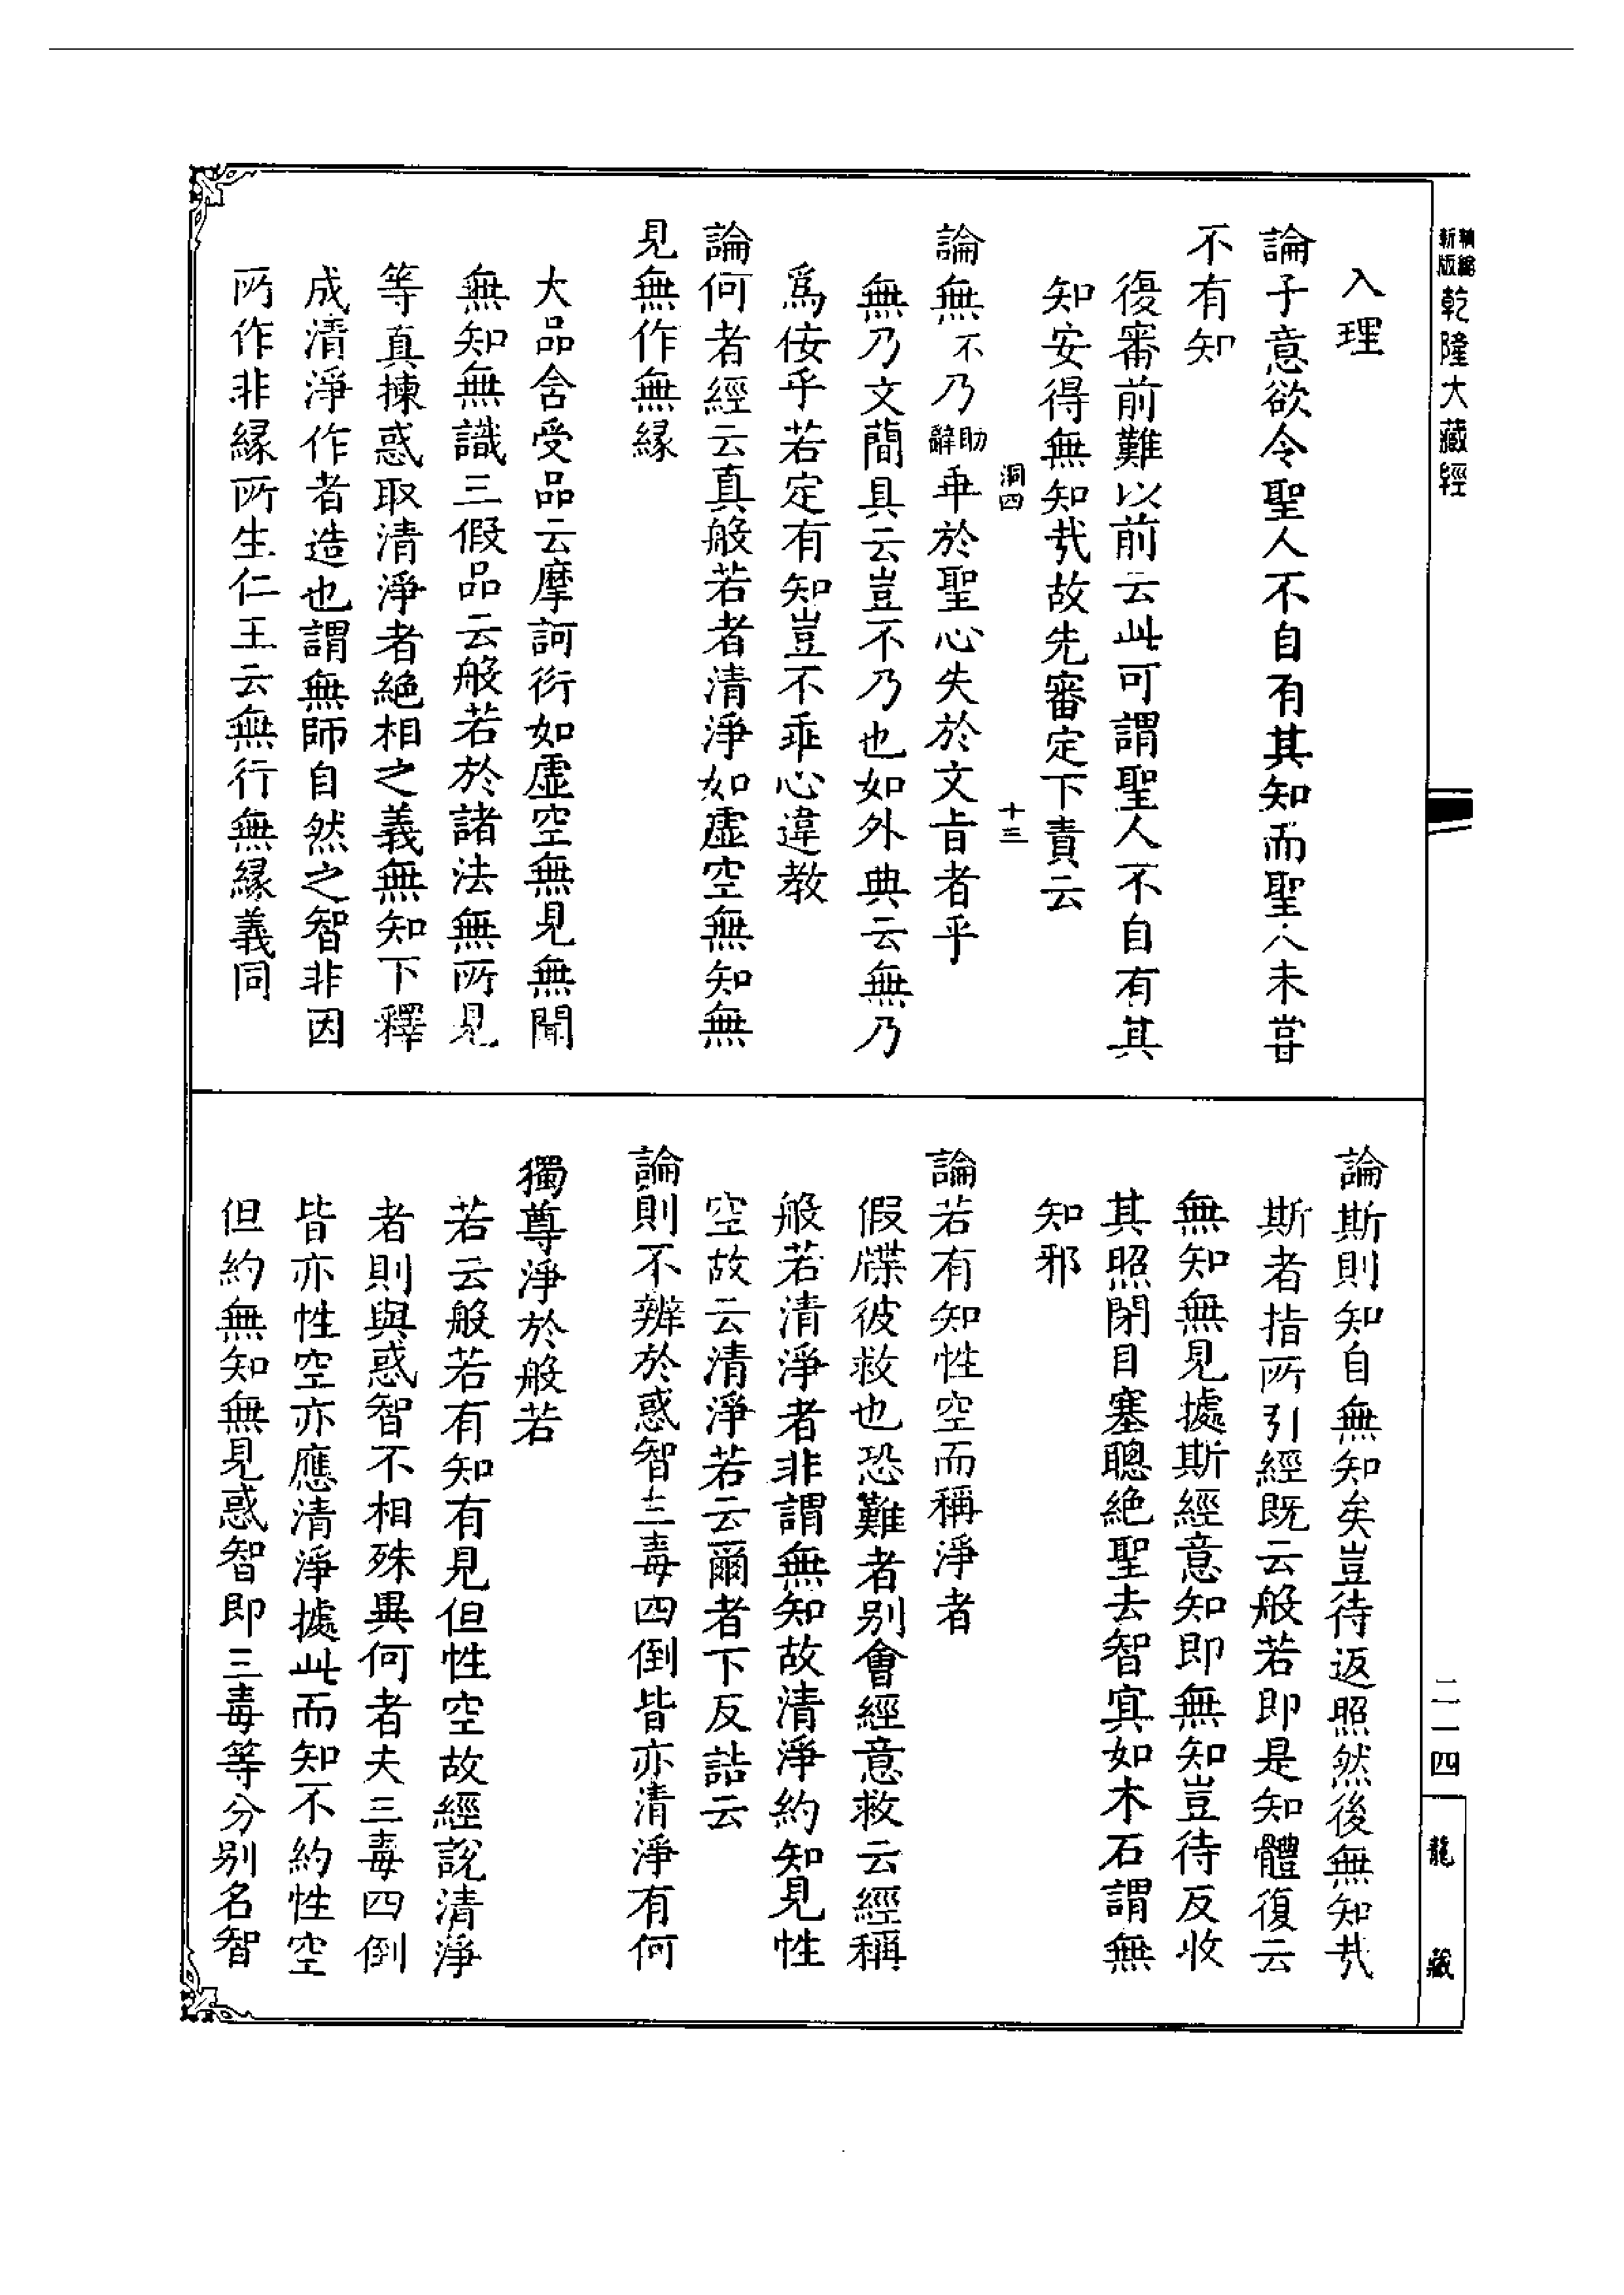 精縮新版乾隆大藏經
入理
論子意欲令聖人不自有其知而聖人未甞
不有知
復審前難以前云此可謂聖人不自有其
知安得無知㢤故先審定下責云
洞四 十三
論無不乃助辭乖於聖心失於文旨者乎
無乃文蕳具云豈不乃也如外典云無乃
爲侫乎若定有知豈不乖心違教
論何者經云真般若者清淨如虛空無知無
見無作無緣
大品舍受品云摩訶衍如虛空無見無聞
無知無識三假品云般若於諸法無所見
等真揀惑取清淨者絕相之義無知下釋
成清淨作者造也謂無師自然之智非因
所作非緣所生仁王云無行無緣義同
論斯則知自無知矣豈待返照然後無知㢤
斯者指所引經既云般若即是知體復云
無知無見據斯經意知即無知豈待反收
其照閉目塞聰絕聖去智寘如木石謂無
知邪
論若有知性空而稱淨者
假牒彼救也恐難者别會經意救云經稱
般若清淨者非謂無知故清淨約知見性
空故云清淨若云爾者下反詰云
論則不辨於惑智三毒四倒皆亦清淨有何
獨尊淨於般若
若云般若有知有見但性空故經說清淨
者則與惑智不相殊異何者夫三毒四倒
皆亦性空亦應清淨據此而知不約性空
但約無知無見惑智即三毒等分别名智
二一四
龍藏